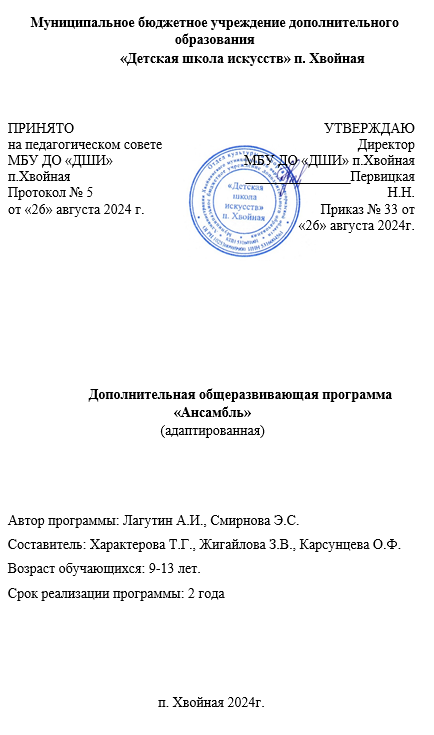 Муниципальное бюджетное учреждение дополнительного
образования
«Детская школа искусств» п. Хвойная
ПРИНЯТО
на педагогическом совете
МБУ ДО «ДШИ»
п.Хвойная
Протокол № 5
от «26» августа 2024 г.
УТВЕРЖДАЮ
Директор
МБУ ДО «ДШИ» п.Хвойная
Первицкая
Н.Н.
Приказ № 33 от
«26» августа 2024г.
«Детская
школа
искусств»
п. Хвойная
Дополнительная общеразвивающая программа
«Ансамбль»
(адаптированная)
Автор программы: Лагутин А.И., Смирнова Э.С.
Составитель: Характерова Т.Г., Жигайлова З.В., Карсунцева О.Ф.
Возраст обучающихся: 9-13 лет.
Срок реализации программы: 2 года
п. Хвойная 2024г.